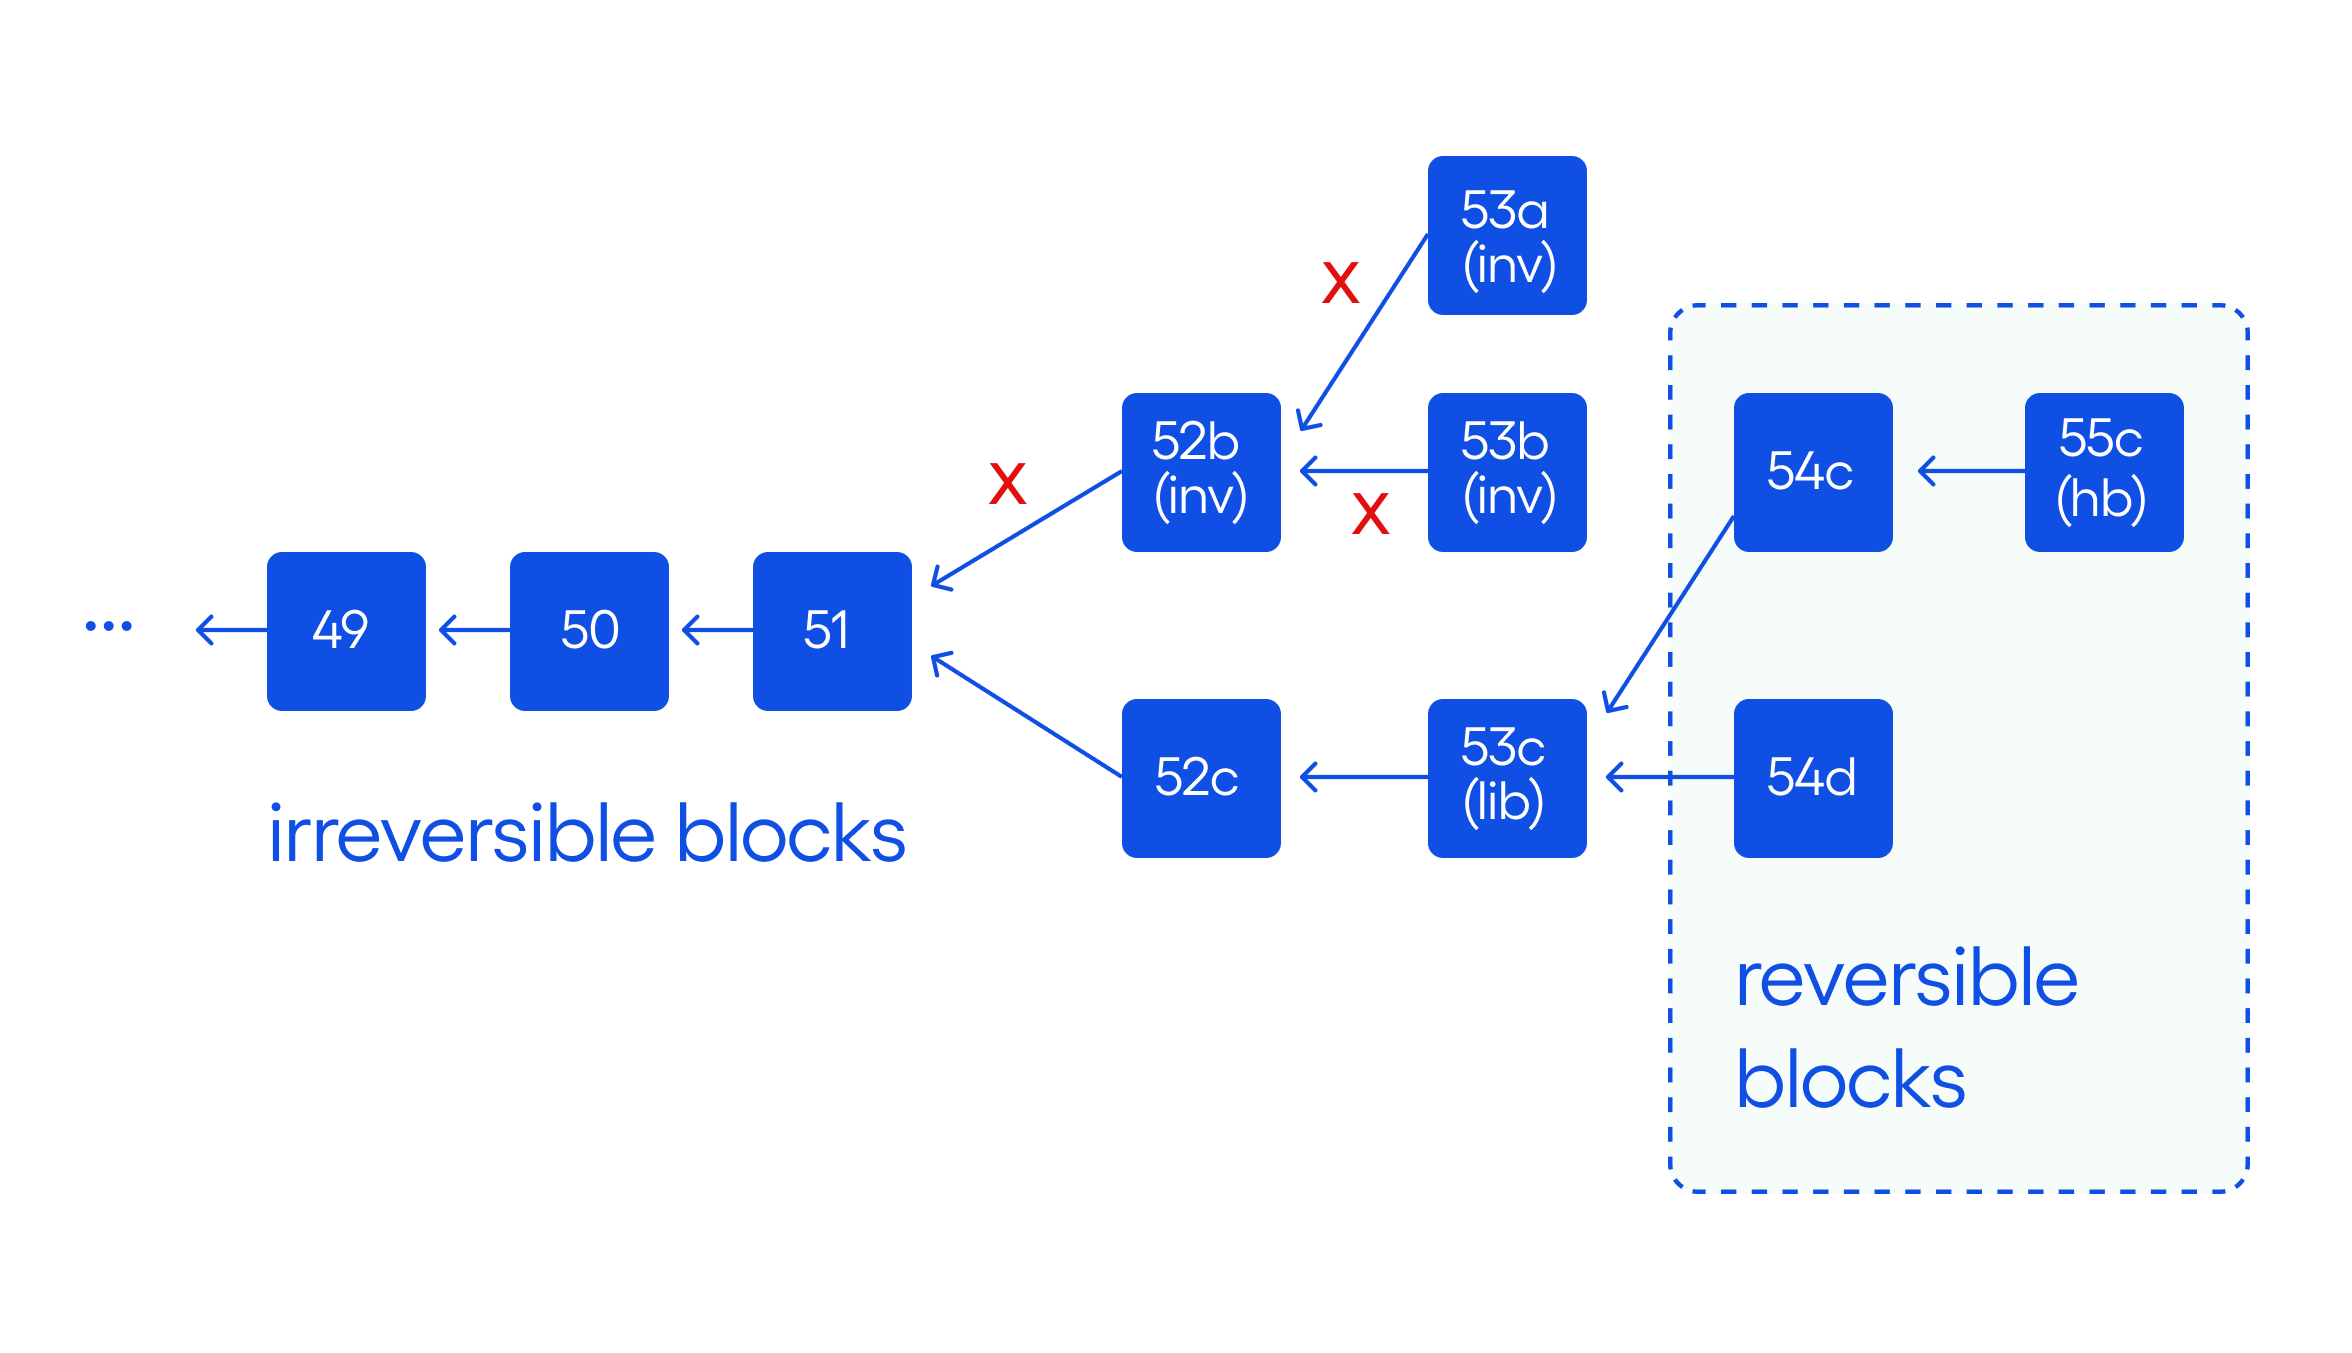 53a
(inv)
x
52b
(inv)
53b
(inv)
x
x
54c
55c
(hb)
...
49
50
51
52c
53c
(lib)
54d
irreversible blocks
reversible
blocks